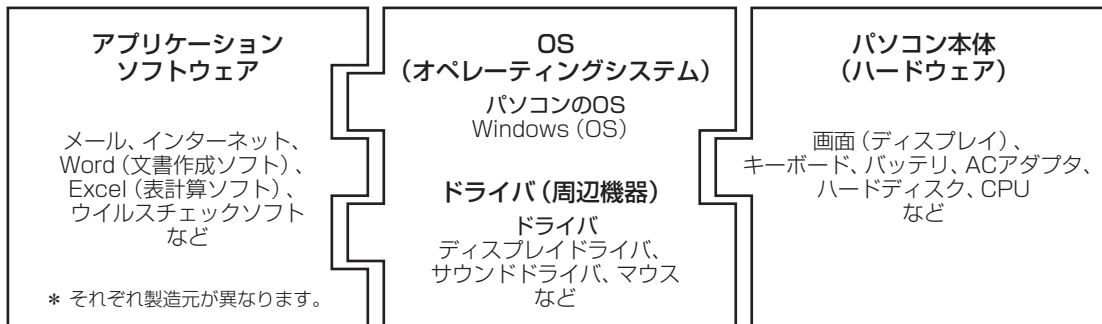 アプリケーション
ソフトウェア
メール、インターネット、
Word（文書作成ソフト）、
Excel（表計算ソフト）、
ウイルスチェックソフト
など
* それぞれ製造元が異なります。
OS
（オペレーティングシステム）
パソコンのOS
Windows（OS）
ドライバ（周辺機器）
ドライバ
ディスプレイドライバ、
サウンドドライバ、マウス
など
パソコン本体
（ハードウェア）
画面（ディスプレイ）、
キーボード、バッテリ、ACアダプタ、
ハードディスク、CPU
など